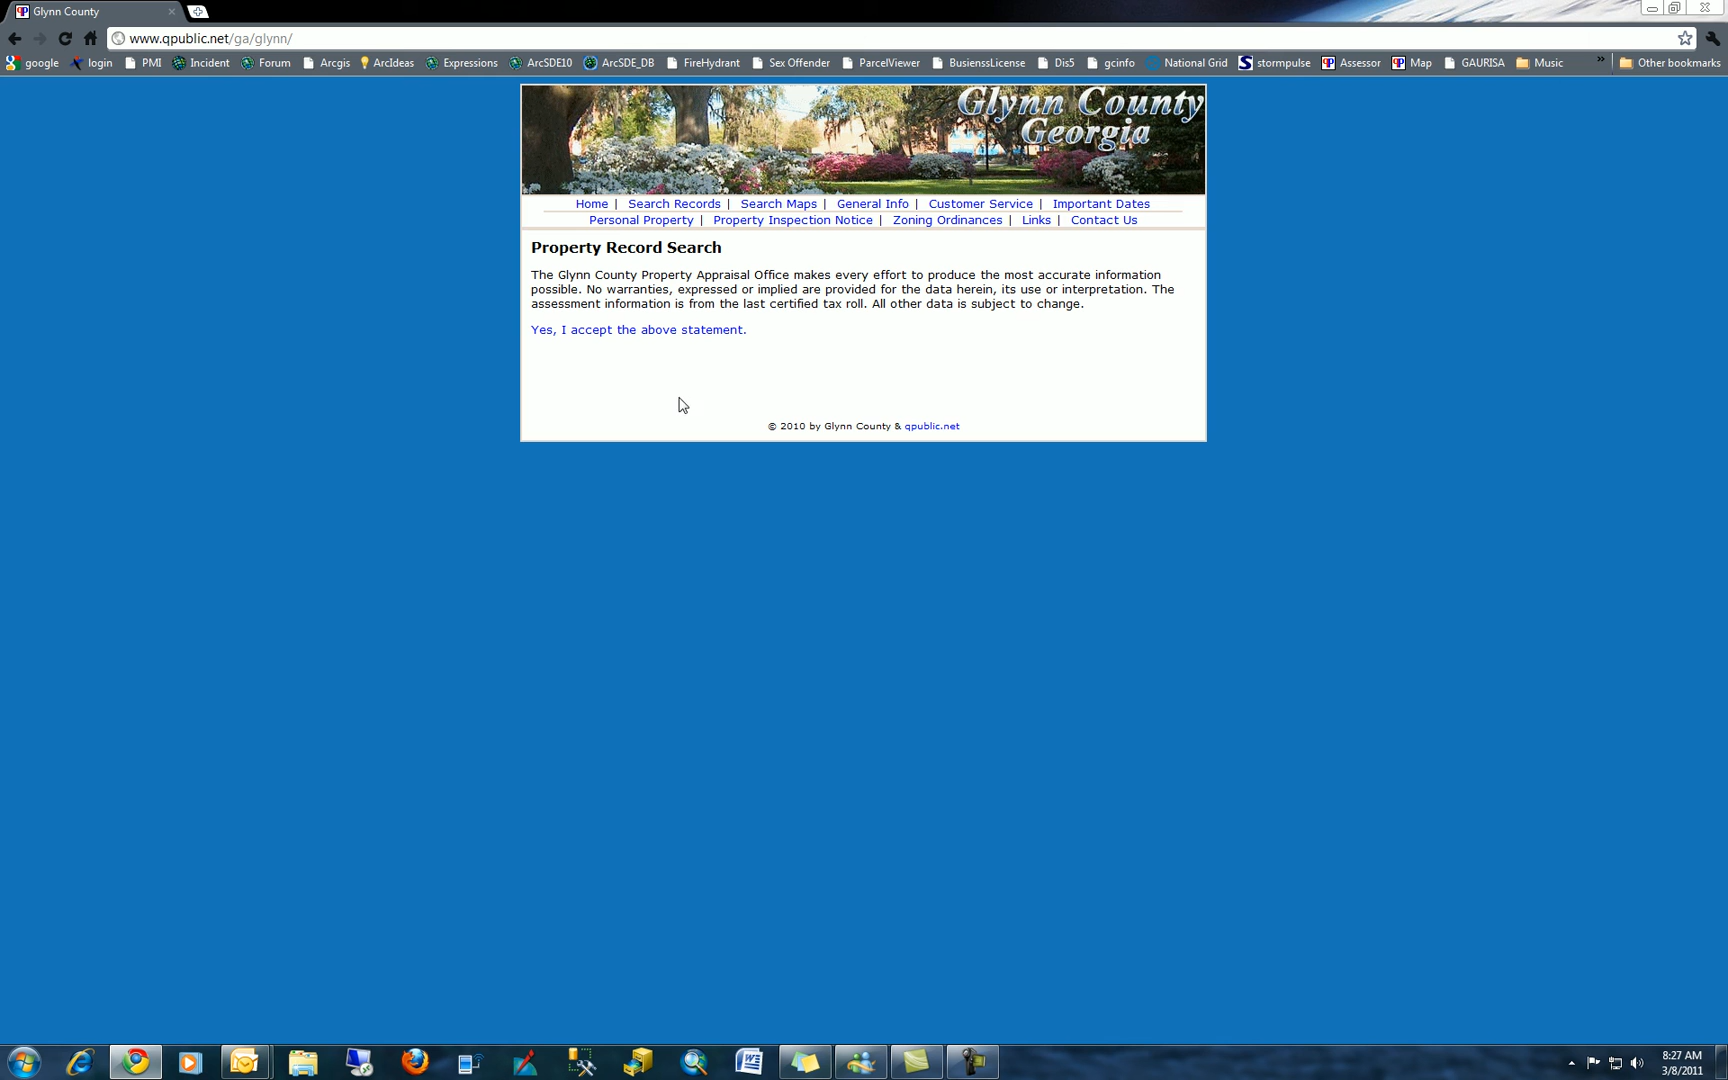 Glynn County
www.qpublic.net/ga/glynn/
google login PMI Incident Forum Arcgis ArcIdeas Expressions ArcSDE10 ArcSDE_DB FireHydrant Sex Offender ParcelViewer BusienssLicense Dis5 gcinfo National Grid stormpulse Assessor Map GAURISA Music » Other bookmarks
Glynn County
Georgia
Home | Search Records | Search Maps | General Info | Customer Service | Important Dates
Personal Property | Property Inspection Notice | Zoning Ordinances | Links | Contact Us
Property Record Search
The Glynn County Property Appraisal Office makes every effort to produce the most accurate information
possible. No warranties, expressed or implied are provided for the data herein, its use or interpretation. The
assessment information is from the last certified tax roll. All other data is subject to change.
Yes, I accept the above statement.
© 2010 by Glynn County & qpublic.net
8:27 AM
3/8/2011